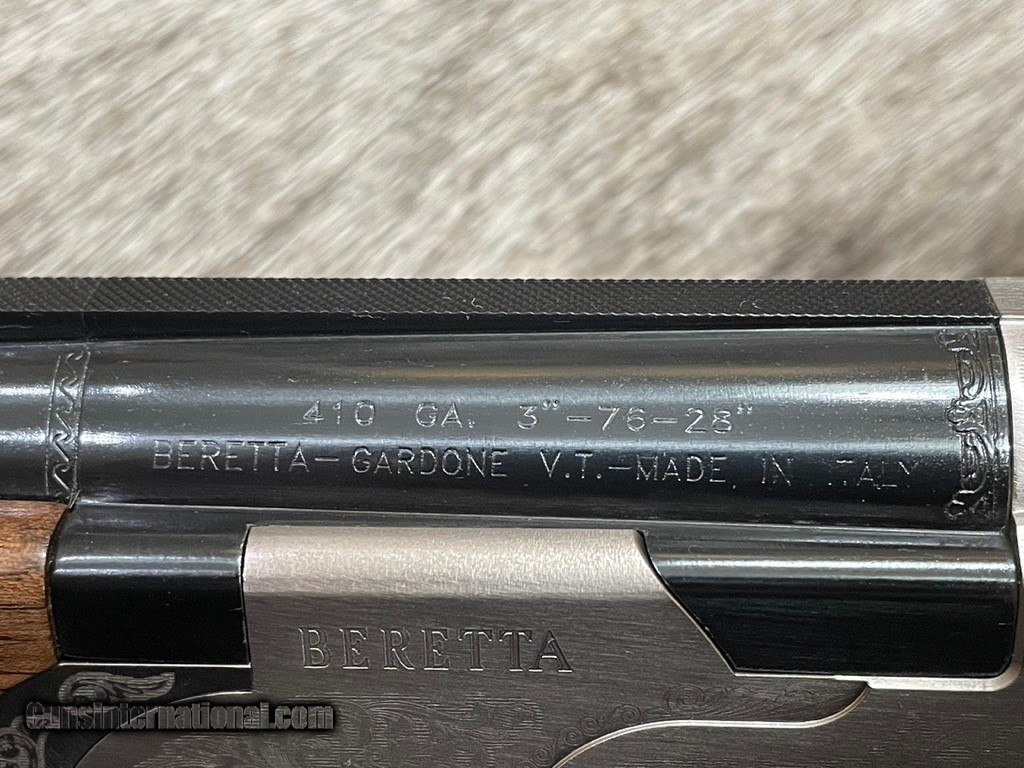 410 GA. 3"-76-28"
BERETTA-GARDONE V.T.-MADE IN ITALY
BERETTA
GunsInternational.com